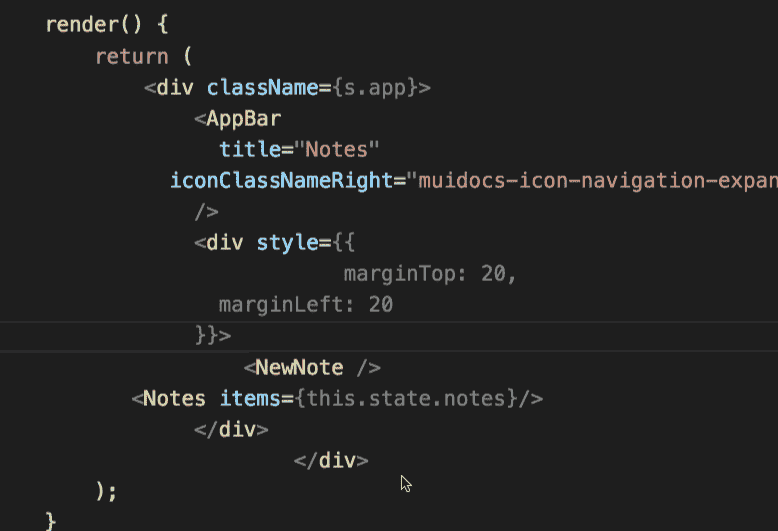 render() {
return (
<div className={s.app}>
<AppBar
title="Notes"
iconClassNameRight="muidocs-icon-navigation-expan
/>
<div style={{
marginTop: 20,
marginLeft: 20
}}>
<NewNote />
<Notes items={this.state.notes}/>
</div>
</div>
);
}